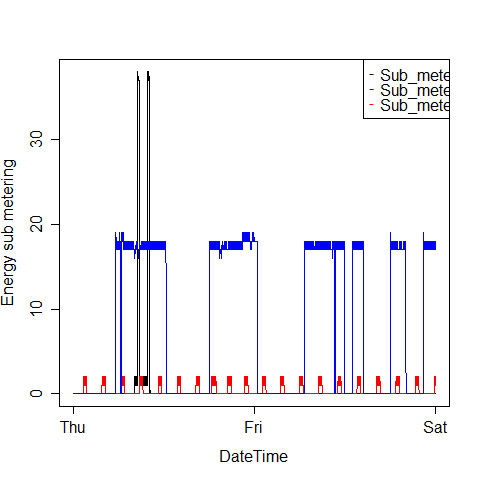 Sub_mete
Sub_mete
Sub_mete
Energy sub metering
30
20
10
0
Thu
Fri
Sat
DateTime